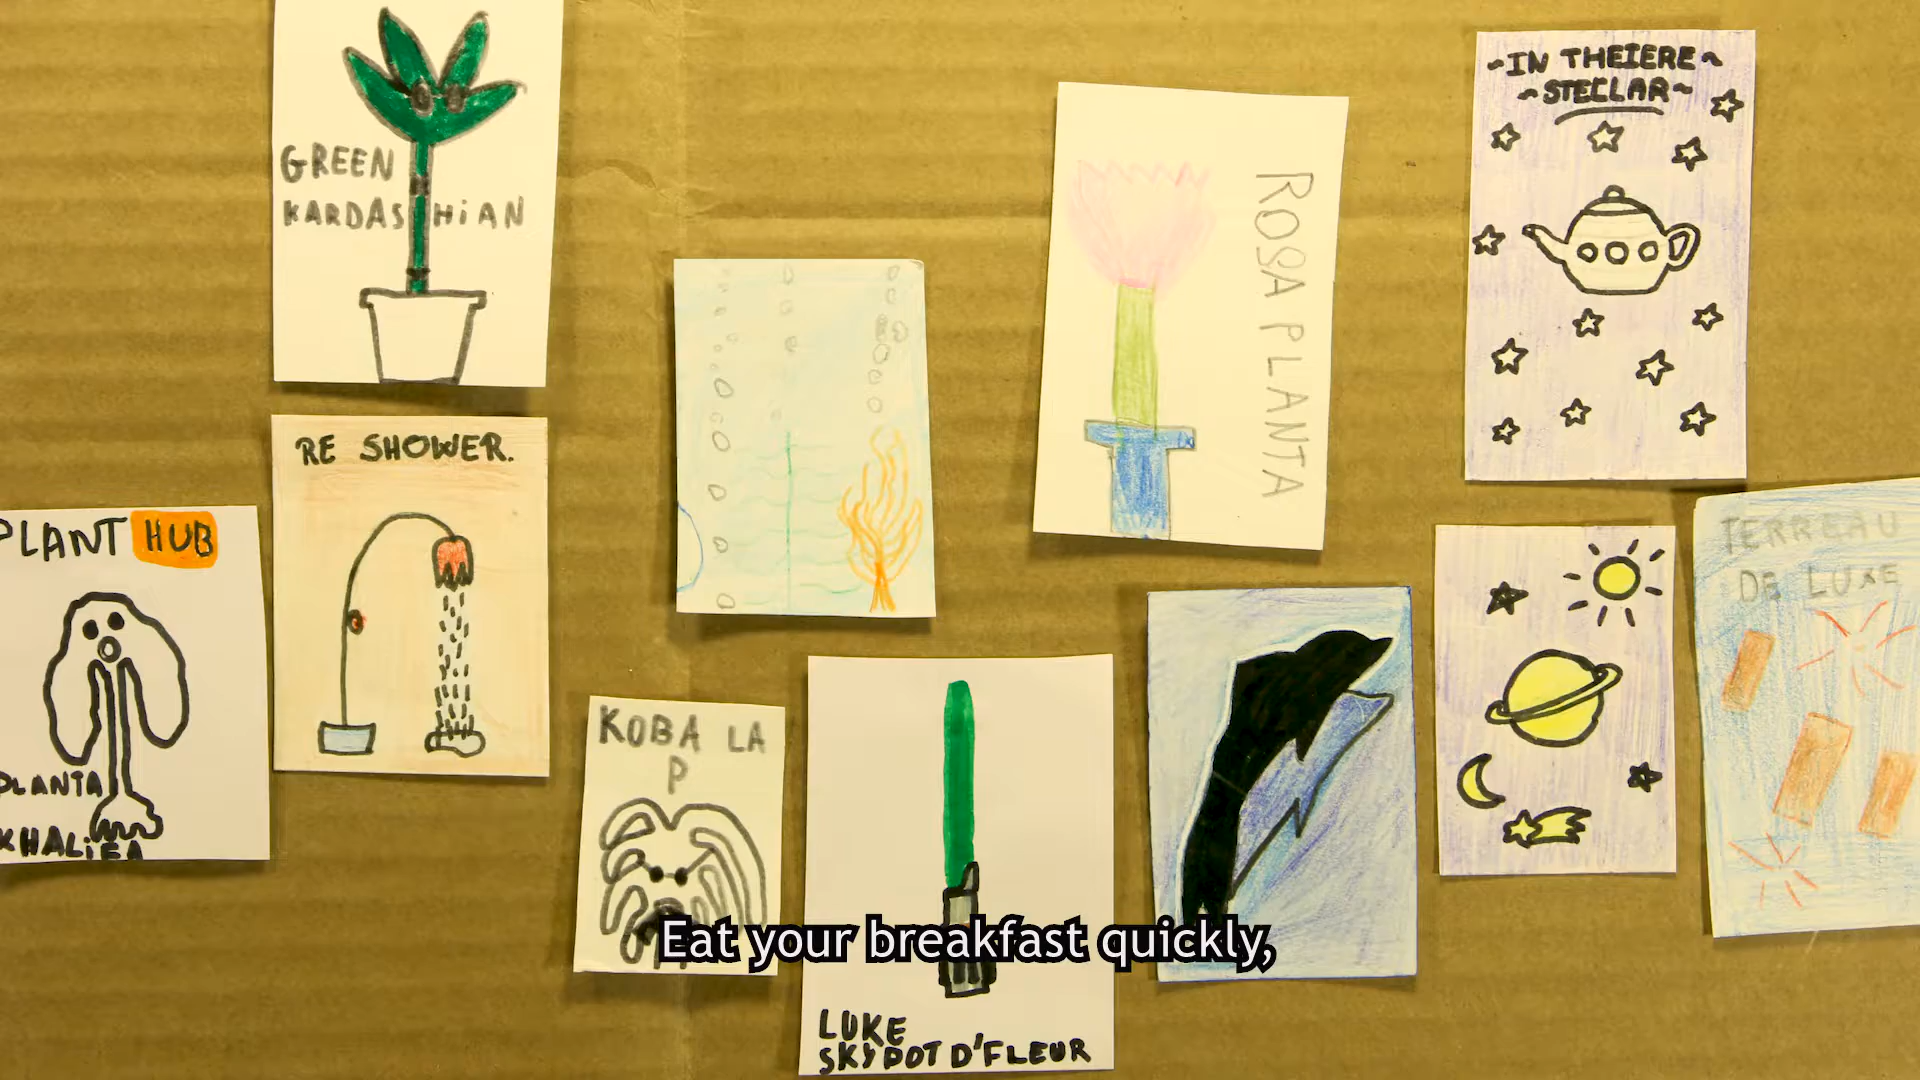 GREEN
KARDASHIAN
~IN THEIERE~
~STELLAR~
ROSA PLANTA
RE SHOWER.
PLANT HUB
PLANTA
KHALiFA
TERREAU
DE LUXE
KOBA LA
P
LUKE
SKYPOT D'FLEUR
Eat your breakfast quickly,